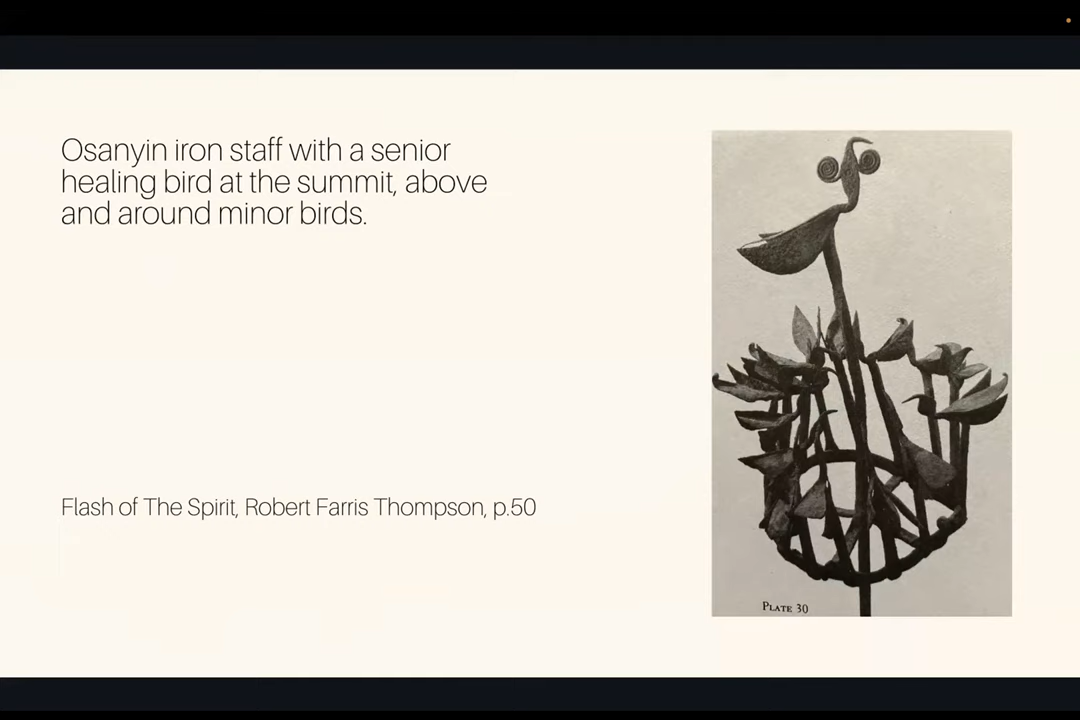 Osanyin iron staff with a senior
healing bird at the summit, above
and around minor birds.
Flash of The Spirit, Robert Farris Thompson, p.50
PLATE 30